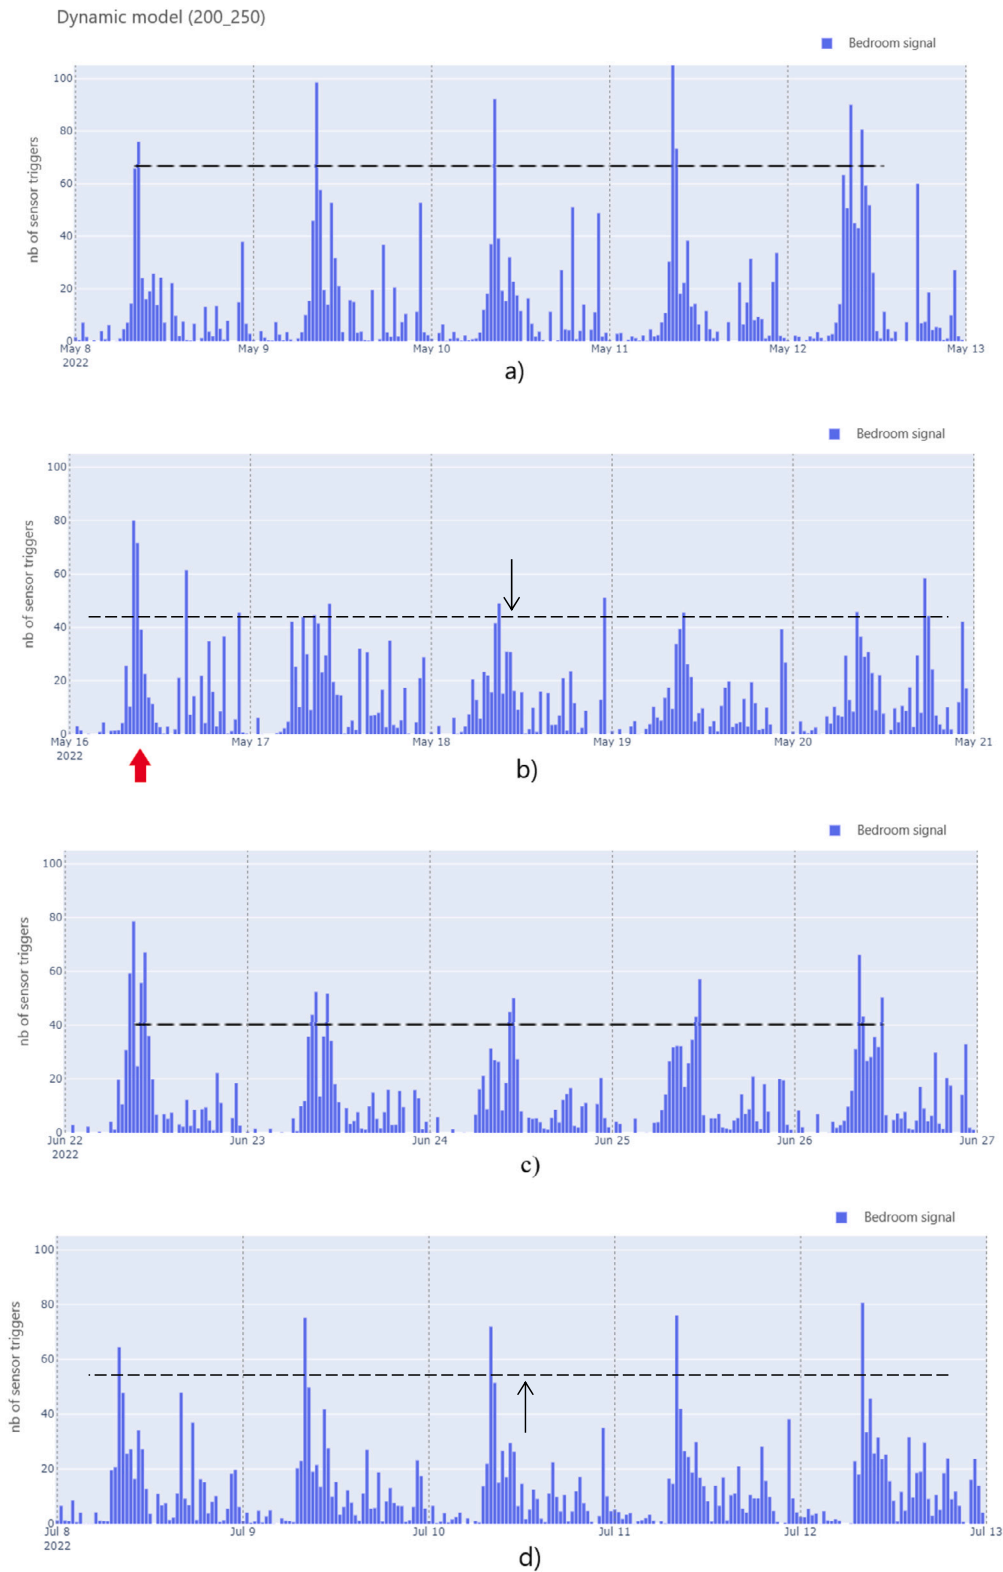 Dynamic model (200_250)
Bedroom signal
nb of sensor triggers
100
80
60
40
20
0
May 8
2022
May 9
May 10
May 11
May 12
May 13
a)
Bedroom signal
nb of sensor triggers
100
80
60
40
20
0
May 16
2022
May 17
May 18
May 19
May 20
May 21
b)
Bedroom signal
nb of sensor triggers
100
80
60
40
20
0
Jun 22
2022
Jun 23
Jun 24
Jun 25
Jun 26
Jun 27
c)
Bedroom signal
nb of sensor triggers
100
80
60
40
20
0
Jul 8
2022
Jul 9
Jul 10
Jul 11
Jul 12
Jul 13
d)